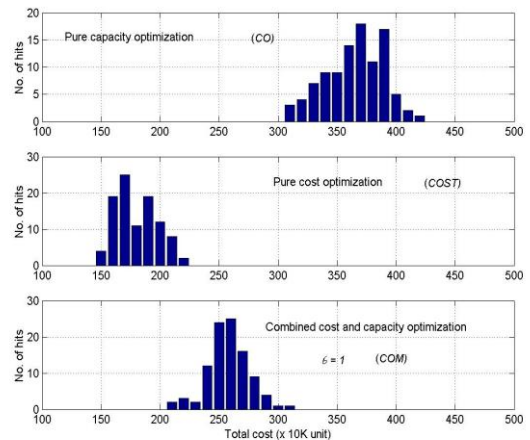 20
15
10
5
0
No. of hits
Pure capacity optimization (CO)
100 150 200 250 300 350 400 450 500
30
20
10
0
No. of hits
Pure cost optimization (COST)
100 150 200 250 300 350 400 450 500
30
20
10
0
No. of hits
Combined cost and capacity optimization
= 1 (COM)
100 150 200 250 300 350 400 450 500
Total cost (x 10K unit)